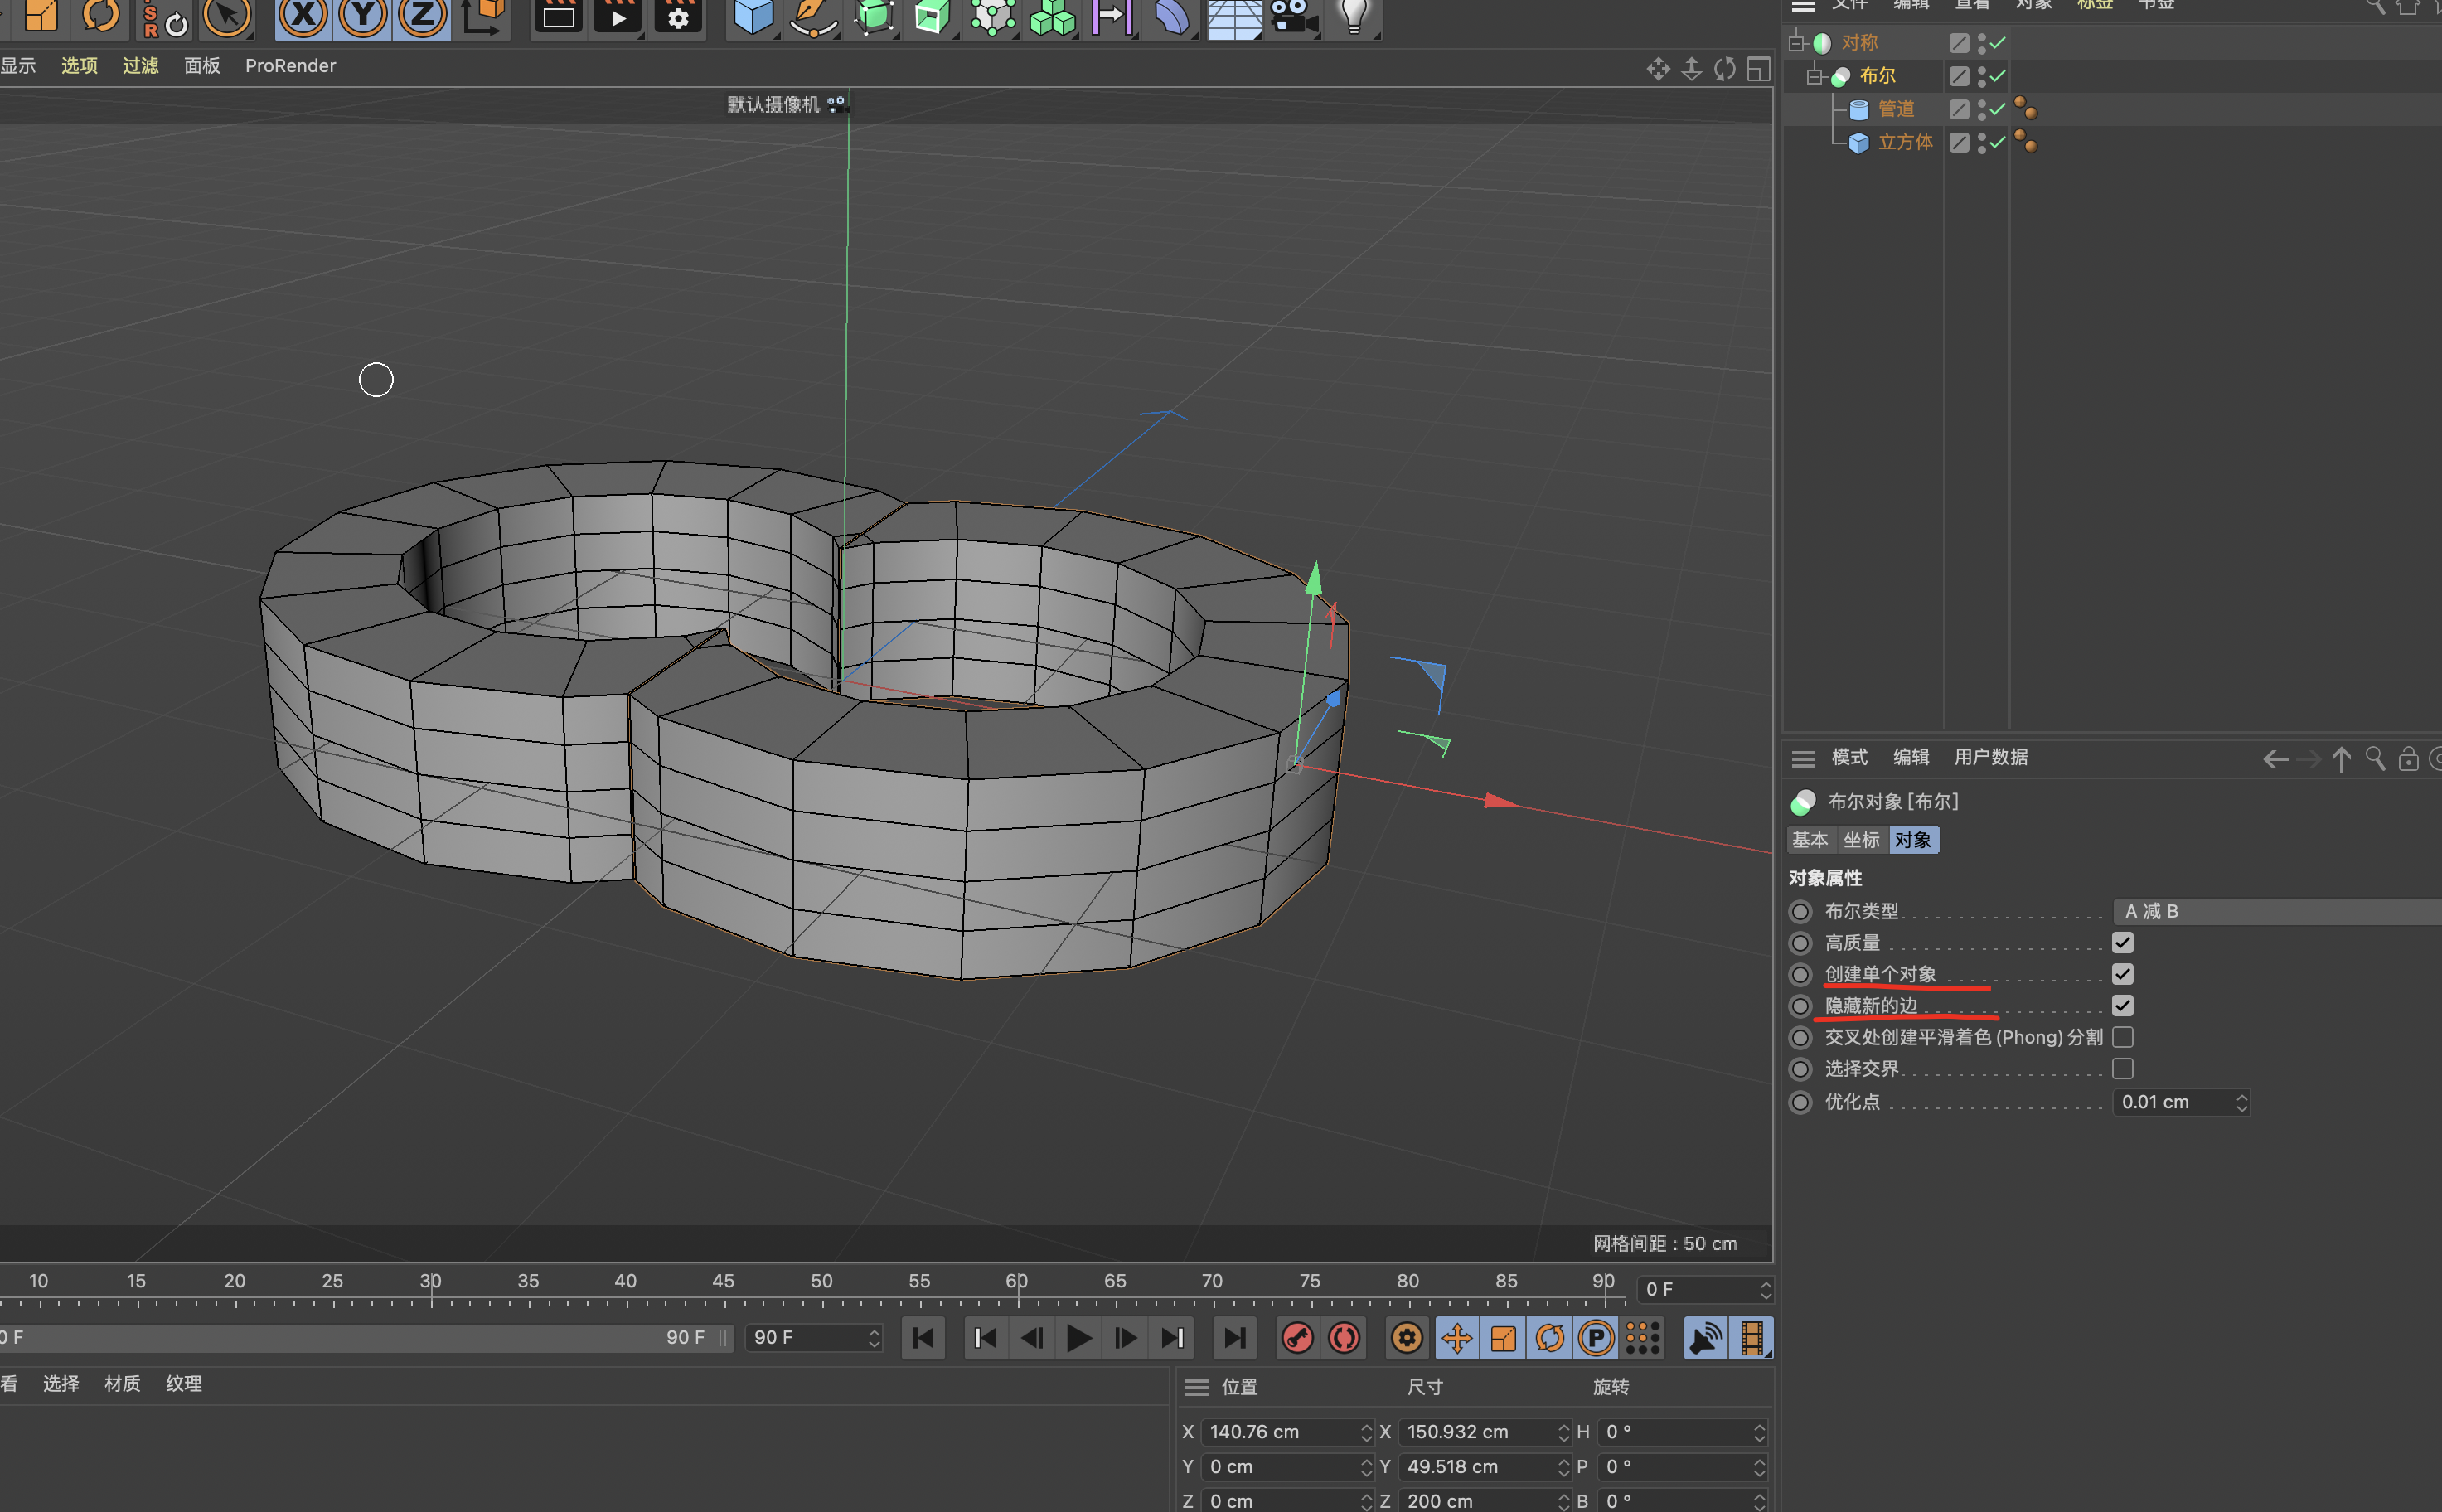 S
R
X Y Z
文件 编辑 查看 对象 标签 书签
显示 选项 过滤 面板 ProRender
默认摄像机
对称
布尔
管道
立方体
网格间距 : 50 cm
模式 编辑 用户数据
布尔对象 [布尔]
基本 坐标 对象
对象属性
布尔类型 A 减 B
高质量
创建单个对象
隐藏新的边
交叉处创建平滑着色 (Phong) 分割
选择交界
优化点 0.01 cm
10 15 20 25 30 35 40 45 50 55 60 65 70 75 80 85 90 0 F
0 F 90 F 90 F P
看 选择 材质 纹理
位置 尺寸 旋转
X 140.76 cm X 150.932 cm H 0 °
Y 0 cm Y 49.518 cm P 0 °
Z 0 cm Z 200 cm B 0 °